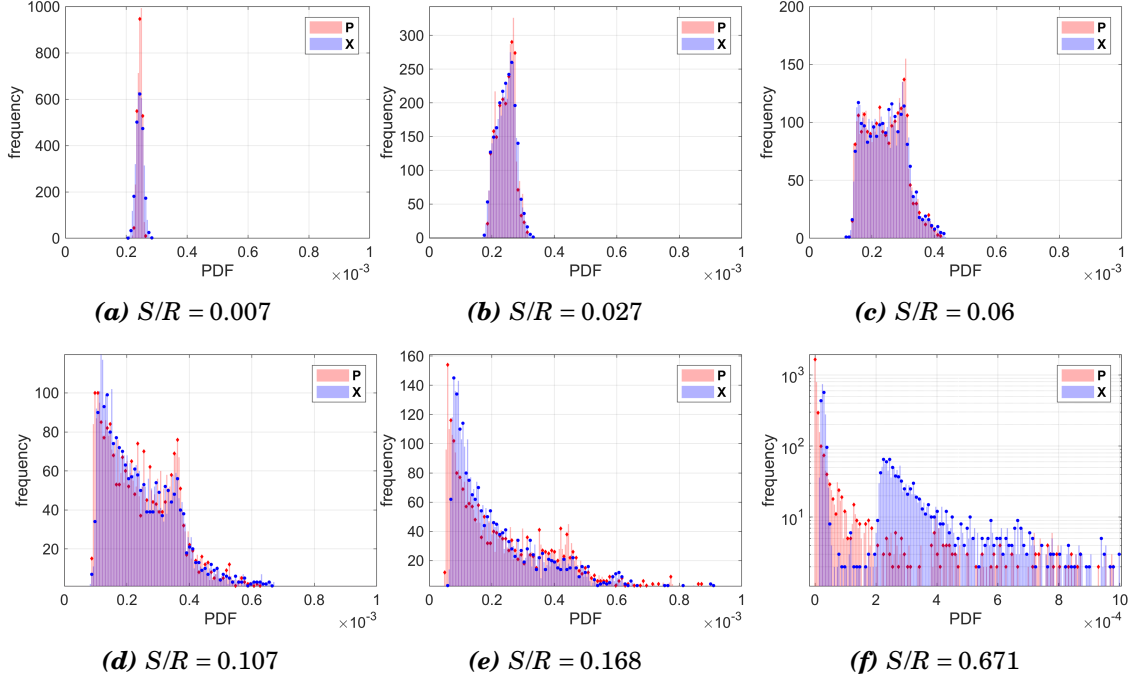 1000
800
600
400
200
0
frequency
P
X
0 0.2 0.4 0.6 0.8 1
PDF
×10⁻³
(a) S/R = 0.007
300
250
200
150
100
50
0
frequency
P
X
0 0.2 0.4 0.6 0.8 1
PDF
×10⁻³
(b) S/R = 0.027
200
150
100
50
0
frequency
P
X
0 0.2 0.4 0.6 0.8 1
PDF
×10⁻³
(c) S/R = 0.06
100
80
60
40
20
frequency
P
X
0 0.2 0.4 0.6 0.8 1
PDF
×10⁻³
(d) S/R = 0.107
160
140
120
100
80
60
40
20
frequency
P
X
0 0.2 0.4 0.6 0.8 1
PDF
×10⁻³
(e) S/R = 0.168
10³
10²
10¹
frequency
P
X
0 2 4 6 8 10
PDF
×10⁻⁴
(f) S/R = 0.671